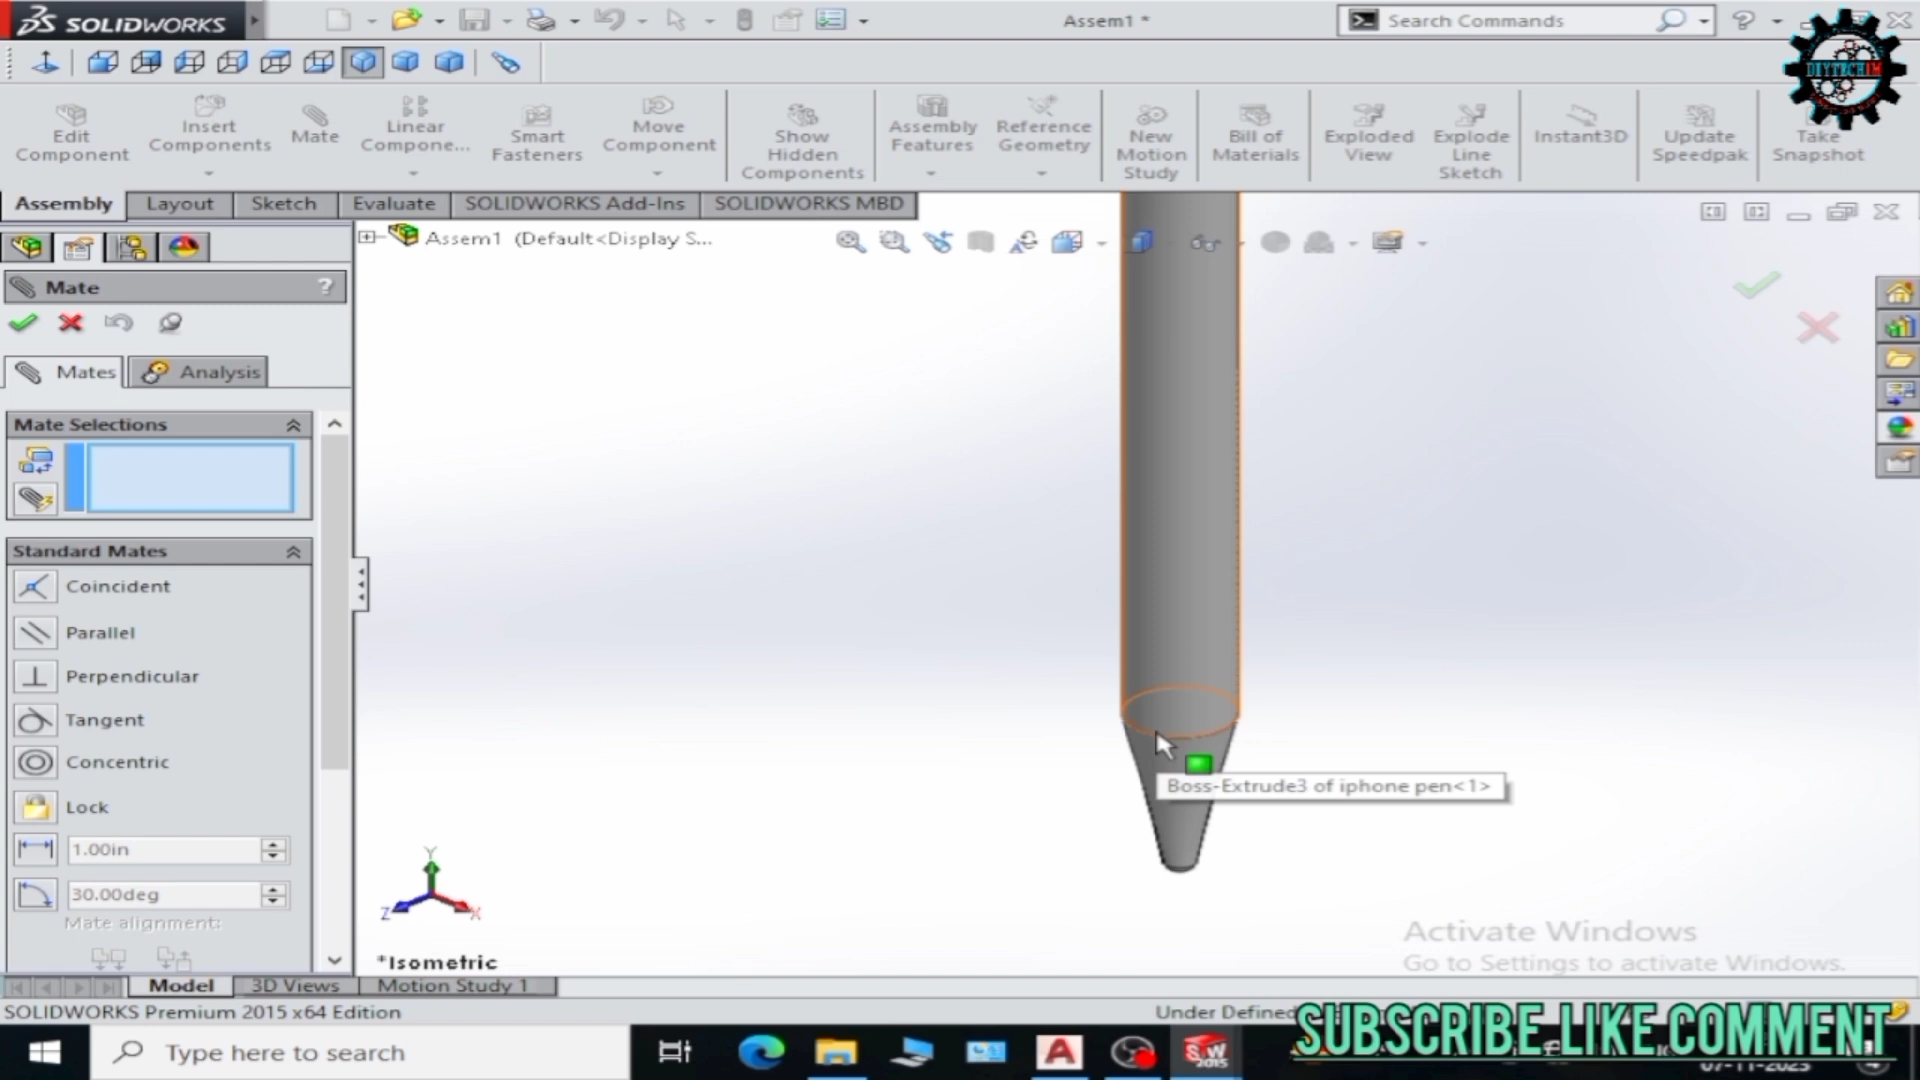 SOLIDWORKS
Assem1 *
Search Commands
DIYTECH1M
Edit Component
Insert Components
Mate
Linear Compone...
Smart Fasteners
Move Component
Show Hidden Components
Assembly Features
Reference Geometry
New Motion Study
Bill of Materials
Exploded View
Explode Line Sketch
Instant3D
Update Speedpak
Take Snapshot
Assembly
Layout
Sketch
Evaluate
SOLIDWORKS Add-Ins
SOLIDWORKS MBD
Assem1 (Default<Display S...
Mate
?
Mates
Analysis
Mate Selections
Standard Mates
Coincident
Parallel
Perpendicular
Tangent
Concentric
Lock
1.00in
30.00deg
Mate alignment:
Boss-Extrude3 of iphone pen<1>
Y
Z
X
*Isometric
Activate Windows
Go to Settings to activate Windows.
Model
3D Views
Motion Study 1
SOLIDWORKS Premium 2015 x64 Edition
Under Defined
SUBSCRIBE LIKE COMMENT
Type here to search
07-11-2023